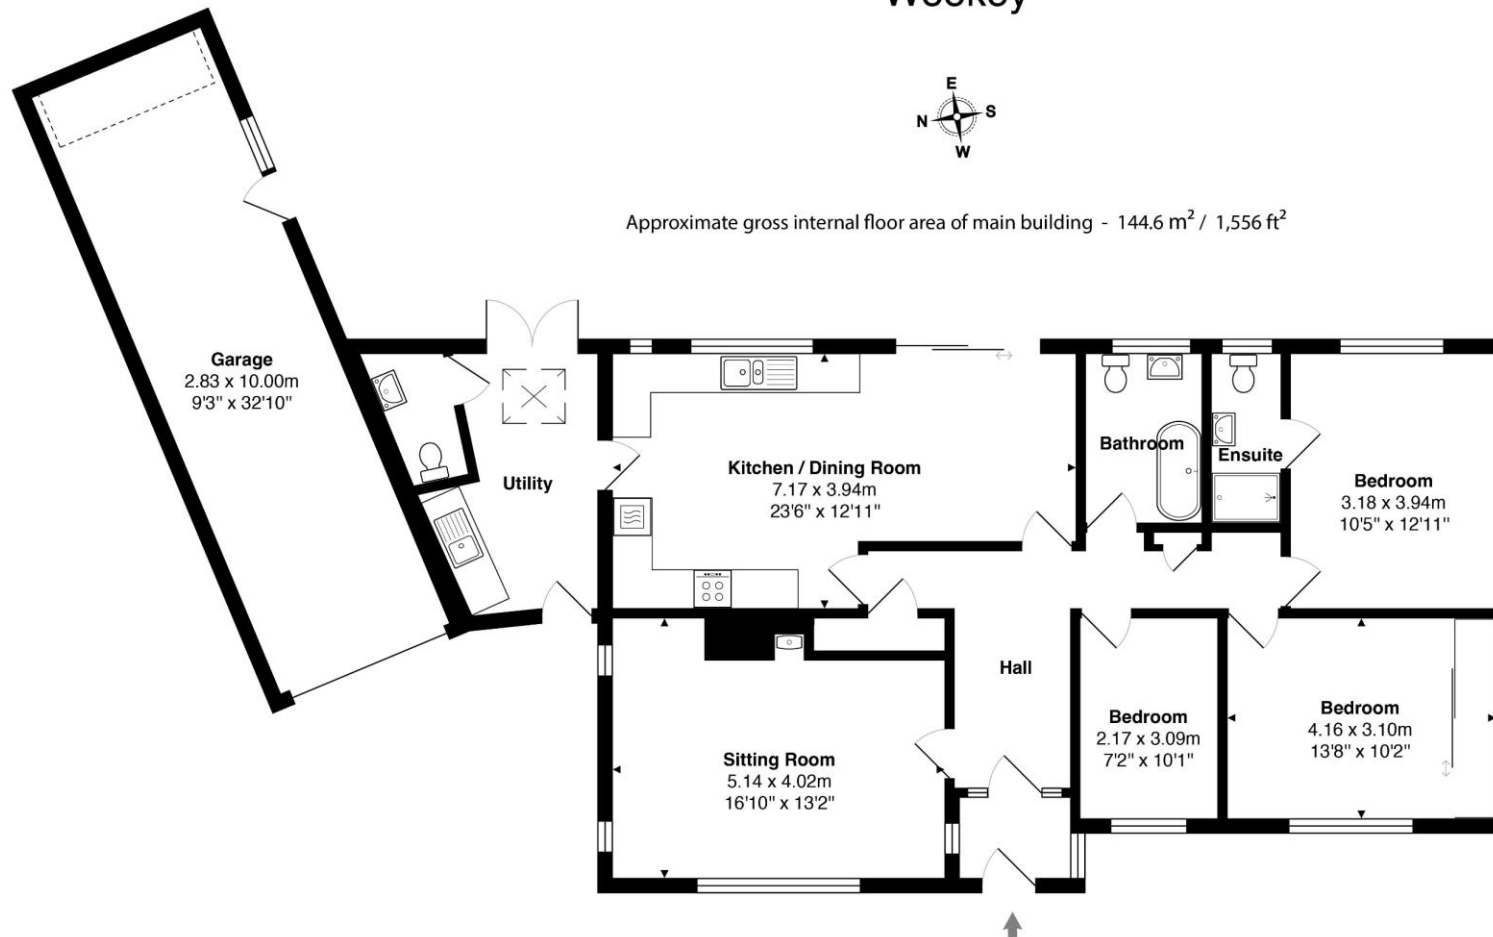 E
N S
W
Approximate gross internal floor area of main building - 144.6 m² / 1,556 ft²
Garage
2.83 x 10.00m
9'3" x 32'10"
Utility
Kitchen / Dining Room
7.17 x 3.94m
23'6" x 12'11"
Bathroom
Ensuite
Bedroom
3.18 x 3.94m
10'5" x 12'11"
Hall
Sitting Room
5.14 x 4.02m
16'10" x 13'2"
Bedroom
2.17 x 3.09m
7'2" x 10'1"
Bedroom
4.16 x 3.10m
13'8" x 10'2"